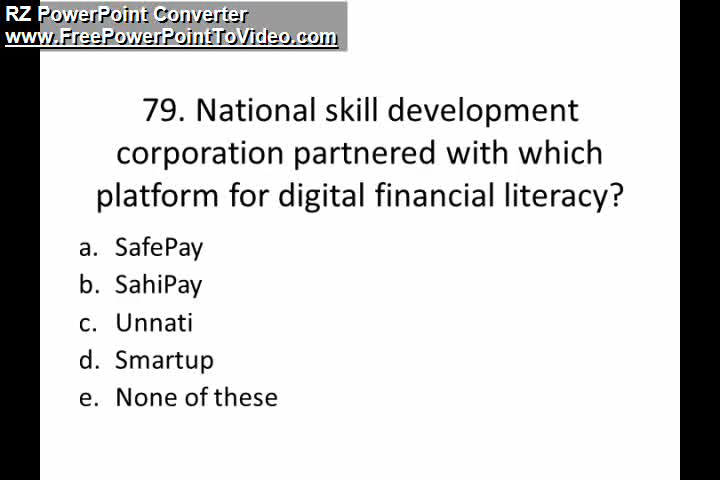 RZ PowerPoint Converter
www.FreePowerPointToVideo.com
79. National skill development
corporation partnered with which
platform for digital financial literacy?
a. SafePay
b. SahiPay
c. Unnati
d. Smartup
e. None of these